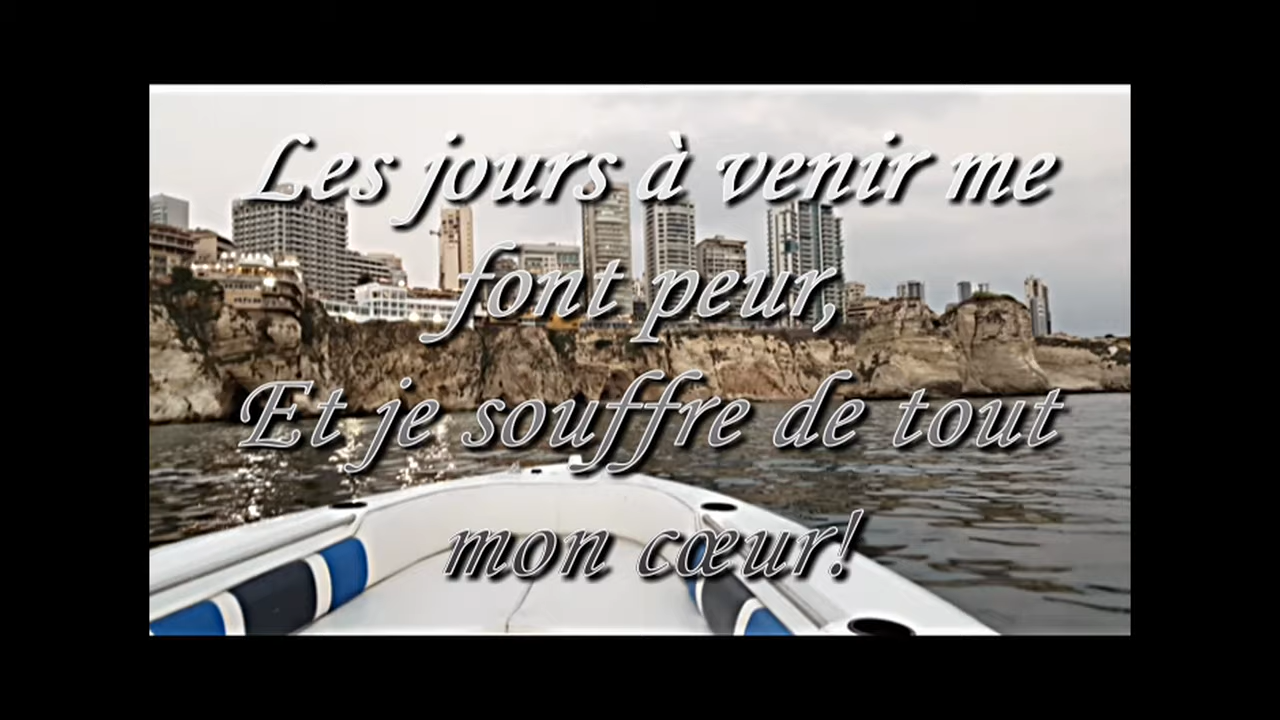 Les jours à venir me
font peur,
Et je souffre de tout
mon cœur!